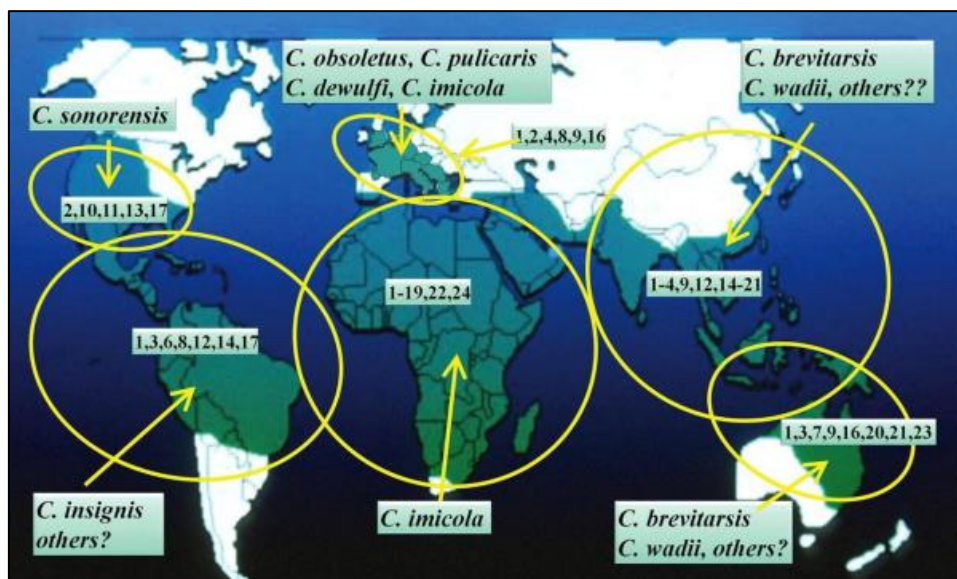 C. obsoletus, C. pulicaris
C. dewulfi, C. imicola
C. brevitarsis
C. wadii, others??
C. sonorensis
1,2,4,8,9,16
2,10,11,13,17
1-19,22,24
1-4,9,12,14-21
1,3,6,8,12,14,17
1,3,7,9,16,20,21,23
C. insignis
others?
C. imicola
C. brevitarsis
C. wadii, others?